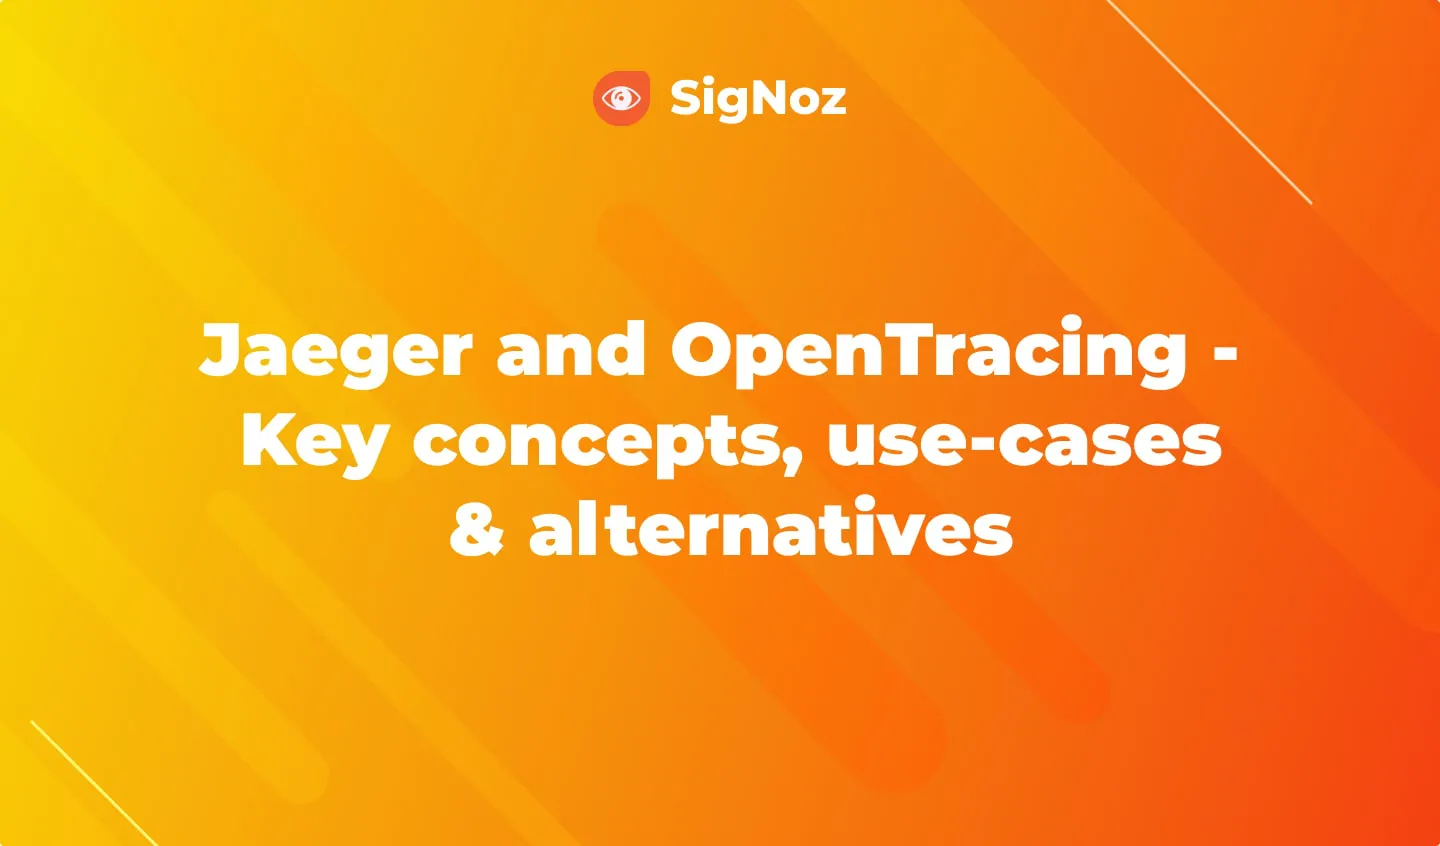 SigNoz
Jaeger and OpenTracing -
Key concepts, use-cases
& alternatives